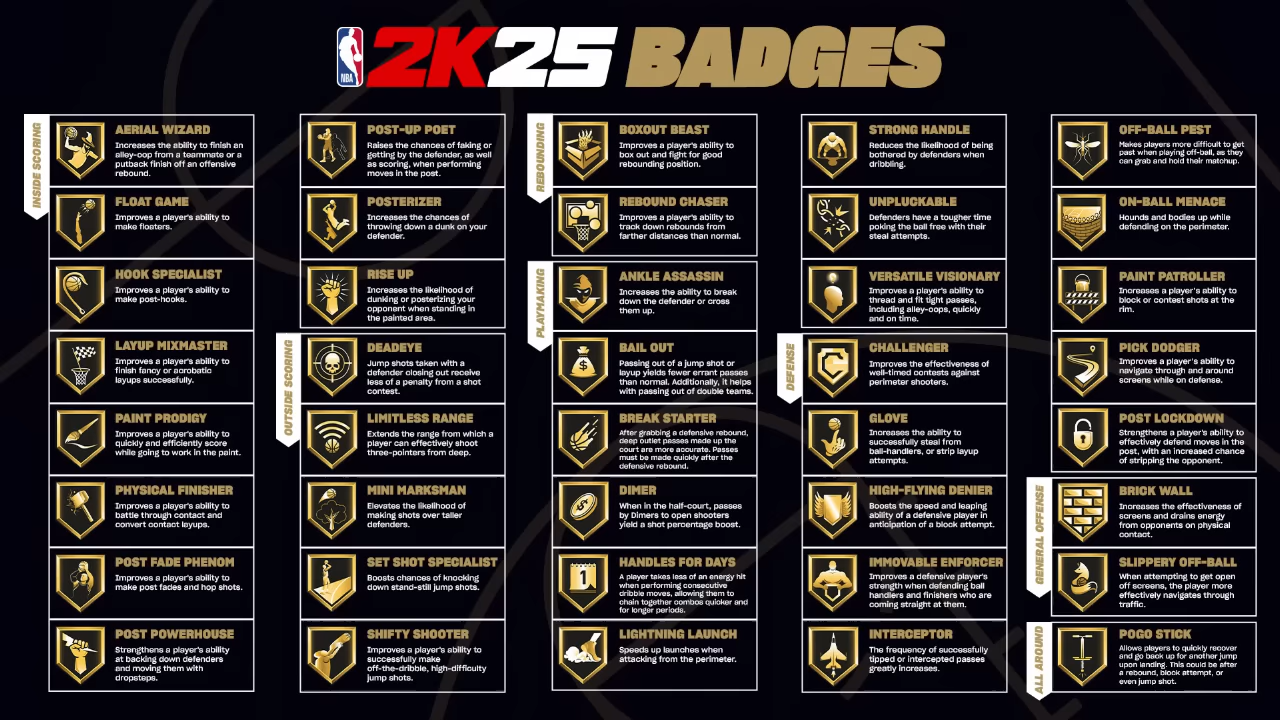 NBA 2K25 BADGES
INSIDE SCORING
AERIAL WIZARD
Increases the ability to finish an
alley-oop from a teammate or a
putback finish off an offensive
rebound.
FLOAT GAME
Improves a player's ability to
make floaters.
HOOK SPECIALIST
Improves a player's ability to
make post-hooks.
LAYUP MIXMASTER
Improves a player's ability to
finish fancy or acrobatic
layups successfully.
PAINT PRODIGY
Improves a player's ability to
quickly and efficiently score
while going to work in the paint.
PHYSICAL FINISHER
Improves a player's ability to
battle through contact and
convert contact layups.
POST FADE PHENOM
Improves a player's ability to
make post fades and hop shots.
POST POWERHOUSE
Strengthens a player's ability
at backing down defenders
and moving them with
dropsteps.
POST-UP POET
Raises the chances of faking or
getting by the defender, as well
as scoring, when performing
moves in the post.
POSTERIZER
Increases the chances of
throwing down a dunk on your
defender.
RISE UP
Increases the likelihood of
dunking or posterizing your
opponent when standing in
the painted area.
OUTSIDE SCORING
DEADEYE
Jump shots taken with a
defender closing out receive
less of a penalty from a shot
contest.
LIMITLESS RANGE
Extends the range from which a
player can effectively shoot
three-pointers from deep.
MINI MARKSMAN
Elevates the likelihood of
making shots over taller
defenders.
SET SHOT SPECIALIST
Boosts chances of knocking
down stand-still jump shots.
SHIFTY SHOOTER
Improves a player's ability to
successfully make
off-the-dribble, high-difficulty
jump shots.
REBOUNDING
BOXOUT BEAST
Improves a player's ability to
box out and fight for good
rebounding position.
REBOUND CHASER
Improves a player's ability to
track down rebounds from
farther distances than normal.
PLAYMAKING
ANKLE ASSASSIN
Increases the ability to break
down the defender or cross
them up.
BAIL OUT
$
Passing out of a jump shot or
layup yields fewer errant passes
than normal. Additionally, it helps
with passing out of double teams.
BREAK STARTER
After grabbing a defensive rebound,
deep outlet passes made up the
court are more accurate. Passes
must be made quickly after the
defensive rebound.
DIMER
$
When in the half-court, passes
by Dimers to open shooters
yield a shot percentage boost.
HANDLES FOR DAYS
1
A player takes less of an energy hit
when performing consecutive
dribble moves, allowing them to
chain together combos quicker and
for longer periods.
LIGHTNING LAUNCH
Speeds up launches when
attacking from the perimeter.
STRONG HANDLE
Reduces the likelihood of being
bothered by defenders when
dribbling.
UNPLUCKABLE
Defenders have a tougher time
poking the ball free with their
steal attempts.
VERSATILE VISIONARY
Improves a player's ability to
thread and fit tight passes,
including alley-oops, quickly
and on time.
DEFENSE
CHALLENGER
Improves the effectiveness of
well-timed contests against
perimeter shooters.
GLOVE
Increases the ability to
successfully steal from
ball-handlers, or strip layup
attempts.
HIGH-FLYING DENIER
Boosts the speed and leaping
ability of a defensive player in
anticipation of a block attempt.
IMMOVABLE ENFORCER
Improves a defensive player's
strength when defending ball
handlers and finishers who are
coming straight at them.
INTERCEPTOR
The frequency of successfully
tipped or intercepted passes
greatly increases.
OFF-BALL PEST
Makes players more difficult to get
past when playing off-ball, as they
can grab and hold their matchup.
ON-BALL MENACE
Hounds and bodies up while
defending on the perimeter.
PAINT PATROLLER
Increases a player's ability to
block or contest shots at the
rim.
PICK DODGER
Improves a player's ability to
navigate through and around
screens while on defense.
POST LOCKDOWN
Strengthens a player's ability to
effectively defend moves in the
post, with an increased chance
of stripping the opponent.
GENERAL OFFENSE
BRICK WALL
Increases the effectiveness of
screens and drains energy
from opponents on physical
contact.
SLIPPERY OFF-BALL
When attempting to get open
off screens, the player more
effectively navigates through
traffic.
ALL AROUND
POGO STICK
Allows players to quickly recover
and go back up for another jump
upon landing. This could be after
a rebound, block attempt, or
even jump shot.